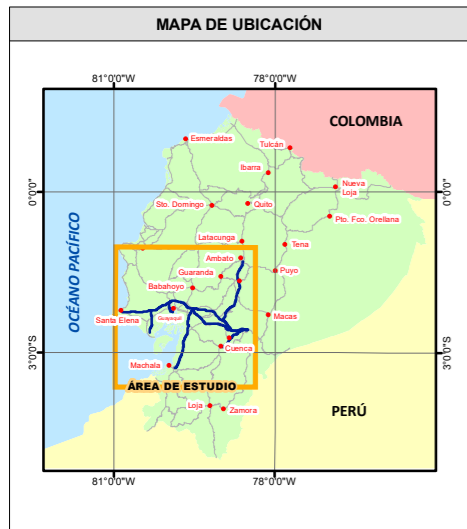 MAPA DE UBICACIÓN
81°0'0"W
78°0'0"W
COLOMBIA
Esmeraldas
Tulcán
Ibarra
Nueva
Loja
0°0'0"
0°0'0"
Sto. Domingo
Quito
Pto. Fco. Orellana
OCÉANO PACÍFICO
Latacunga
Tena
Ambato
Guaranda
Puyo
Babahoyo
Santa Elena
Guayaquil
Macas
Cuenca
3°0'0"S
3°0'0"S
Machala
ÁREA DE ESTUDIO
Loja
Zamora
PERÚ
81°0'0"W
78°0'0"W